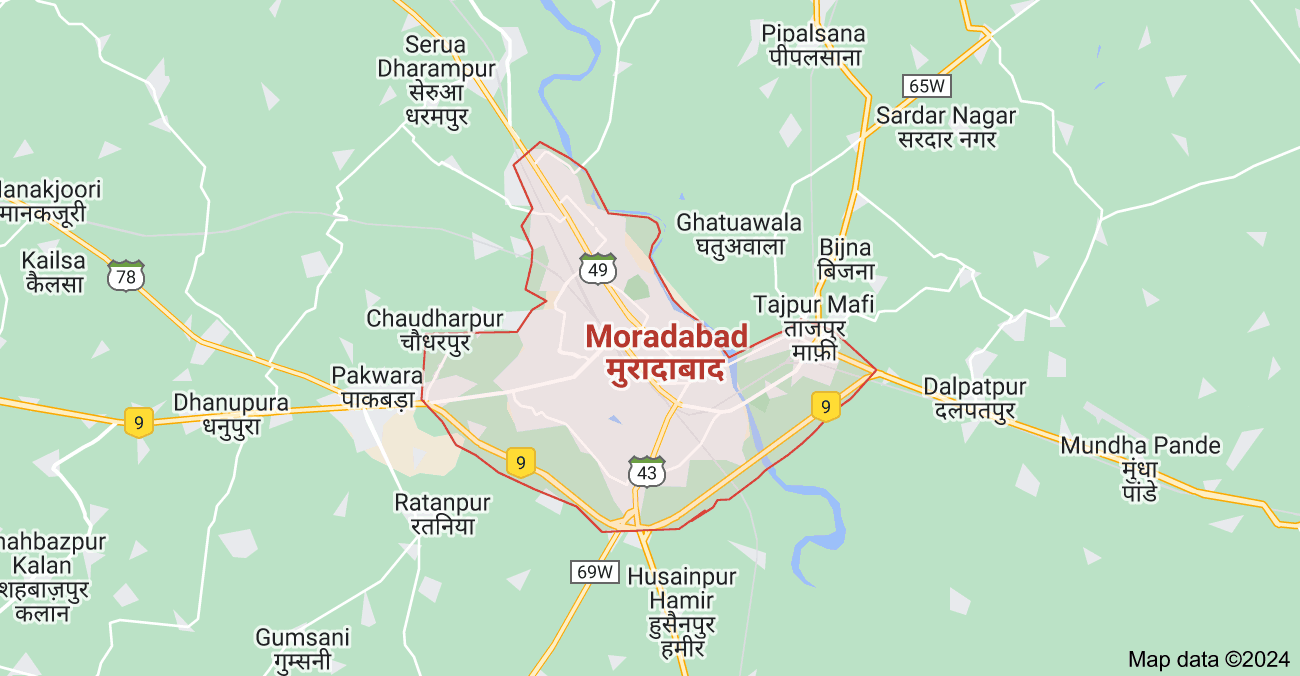 Serua
Dharampur
सेरुआ
धरमपुर
Pipalsana
पीपलसाना
65W
Sardar Nagar
सरदार नगर
मानकजूरी
Kailsa
कैलसा
78
Ghatuawala
घतुअवाला
Bijna
बिजना
49
Tajpur Mafi
ताजपुर
माफ़ी
Chaudharpur
चौधरपुर
Moradabad
मुरादाबाद
Pakwara
पाकबड़ा
Dhanupura
धनुपुरा
9
9
9
Dalpatpur
दलपतपुर
Mundha Pande
मुंधा
पांडे
43
Ratanpur
रतनिया
Kalan
शहबाज़पुर
कलान
69W
Husainpur
Hamir
हुसैनपुर
हमीर
Gumsani
गुम्सनी
Map data ©2024